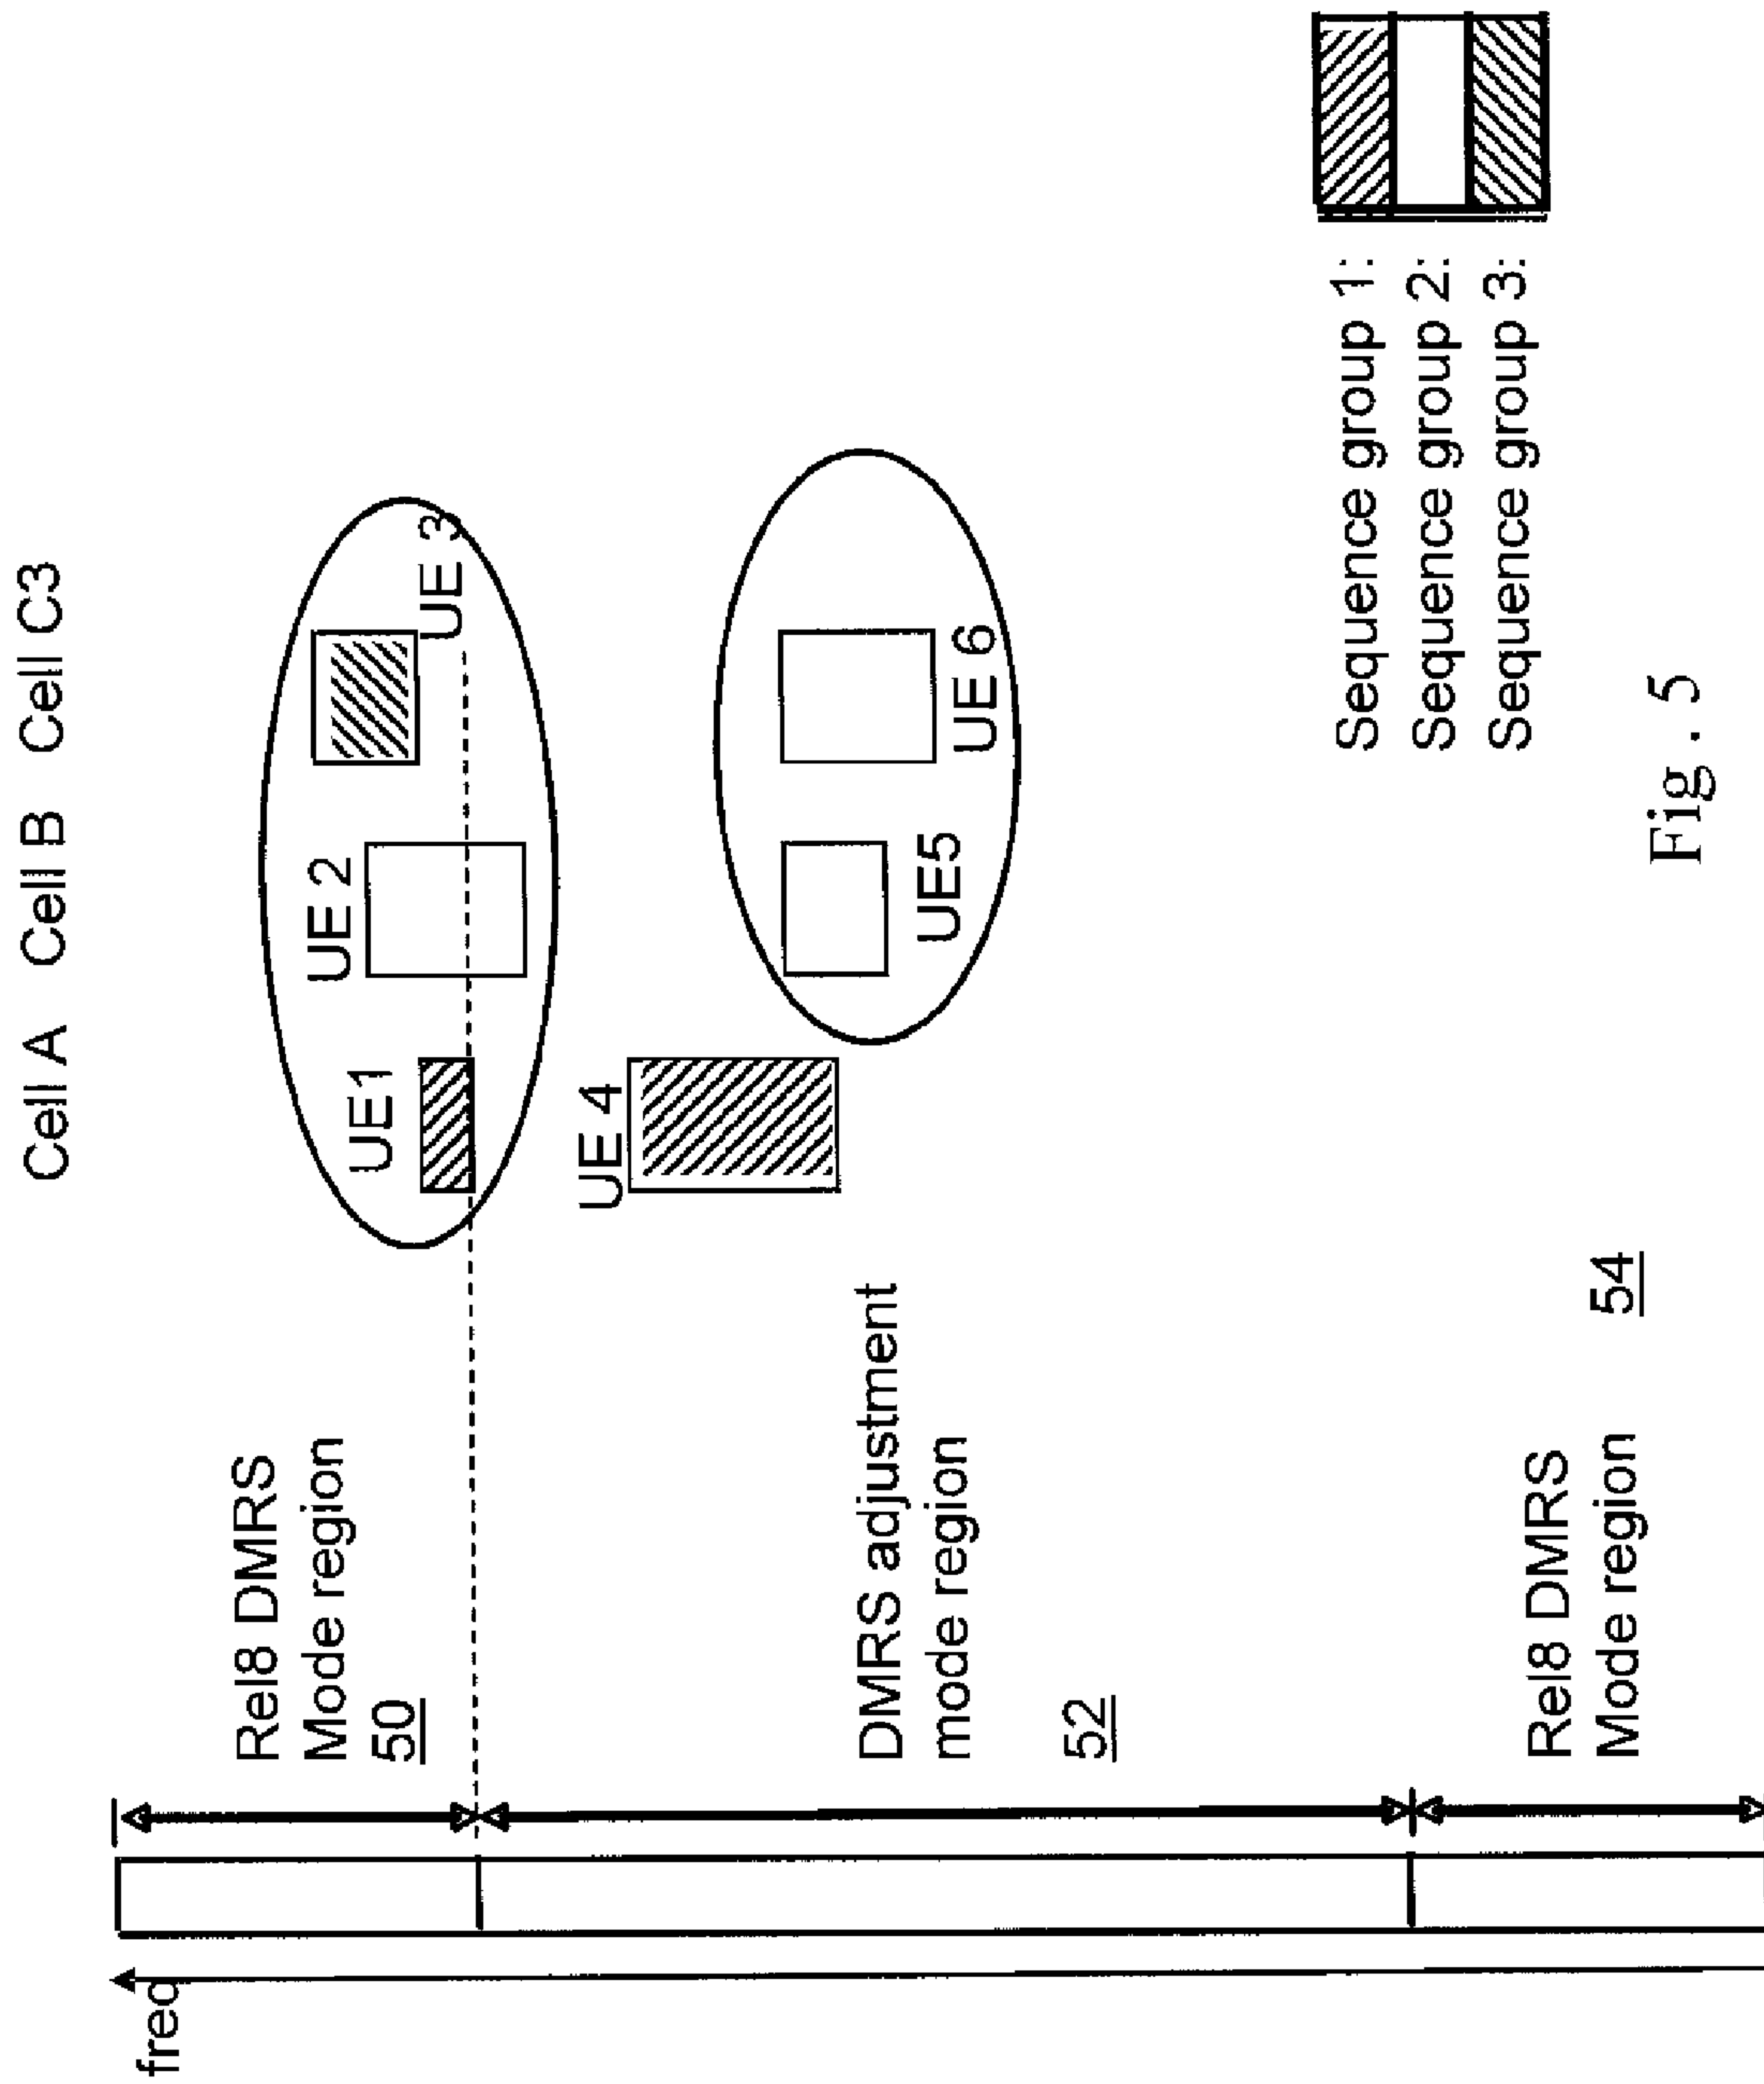 Cell A Cell B Cell C3
freq
Rel8 DMRS
Mode region
50
UE1
UE 2
UE 3
DMRS adjustment
mode region
52
UE 4
UE5
UE 6
Rel8 DMRS
Mode region
54
Sequence group 1:
Sequence group 2:
Sequence group 3:
Fig. 5